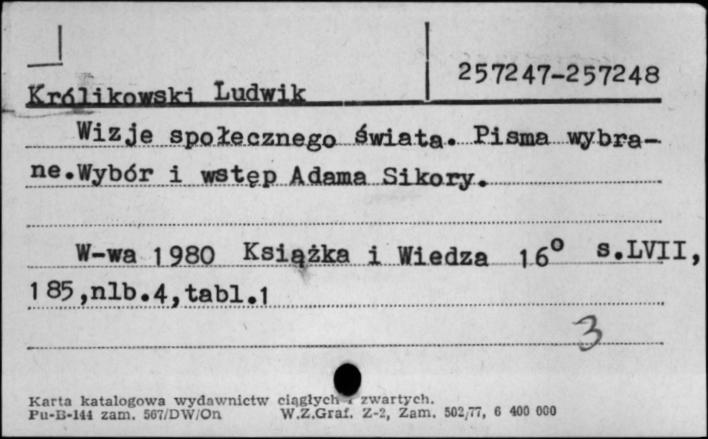 257247-257248
Królikowski Ludwik
Wizje społecznego świata. Pisma wybra-
ne.Wybór i wstęp Adama Sikory.
W-wa 1980 Książka i Wiedza 16° s.LVII,
185,nlb.4,tabl.1
3
Karta katalogowa wydawnictw ciągłych i zwartych.
Pu-B-144 zam. 567/DW/On W.Z.Graf. Z-2, Zam. 502/77, 6 400 000